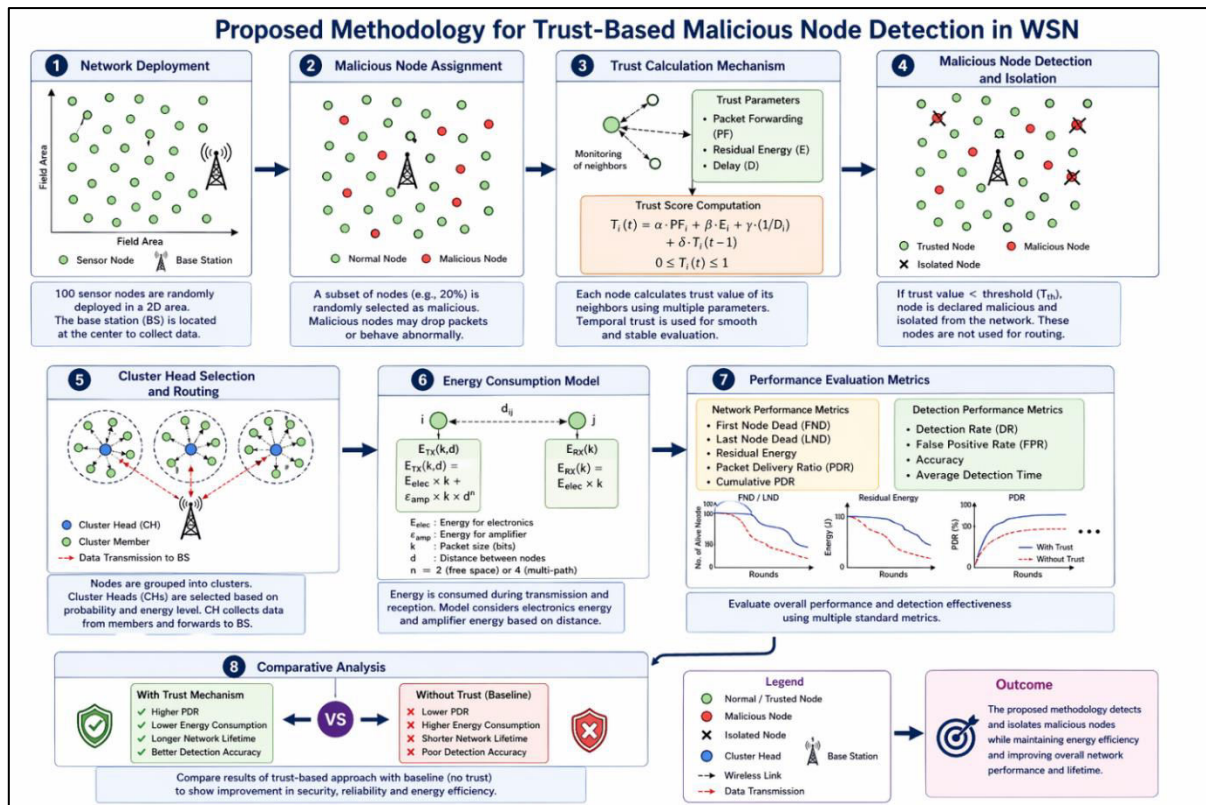 Proposed Methodology for Trust-Based Malicious Node Detection in WSN
1 Network Deployment
Field Area
Field Area
Sensor Node
Base Station
100 sensor nodes are randomly
deployed in a 2D area.
The base station (BS) is located
at the center to collect data.
2 Malicious Node Assignment
Normal Node
Malicious Node
A subset of nodes (e.g., 20%) is
randomly selected as malicious.
Malicious nodes may drop packets
or behave abnormally.
3 Trust Calculation Mechanism
Monitoring
of neighbors
Trust Parameters
• Packet Forwarding
(PF)
• Residual Energy (E)
• Delay (D)
Trust Score Computation
T_i(t) = α·PF_i + β·E_i + γ·(1/D_i)
+ δ·T_i(t−1)
0 ≤ T_i(t) ≤ 1
Each node calculates trust value of its
neighbors using multiple parameters.
Temporal trust is used for smooth
and stable evaluation.
4 Malicious Node Detection
and Isolation
Trusted Node
Malicious Node
Isolated Node
If trust value < threshold (T_th),
node is declared malicious and
isolated from the network. These
nodes are not used for routing.
5 Cluster Head Selection
and Routing
Cluster Head (CH)
Cluster Member
Data Transmission to BS
Nodes are grouped into clusters.
Cluster Heads (CHs) are selected based on
probability and energy level. CH collects data
from members and forwards to BS.
6 Energy Consumption Model
i
d_ij
j
E_TX(k,d)
E_TX(k,d) =
E_elec × k +
ε_amp × k × d^n
E_RX(k)
E_RX(k) =
E_elec × k
E_elec : Energy for electronics
ε_amp : Energy for amplifier
k : Packet size (bits)
d : Distance between nodes
n = 2 (free space) or 4 (multi-path)
Energy is consumed during transmission and
reception. Model considers electronics energy
and amplifier energy based on distance.
7 Performance Evaluation Metrics
Network Performance Metrics
• First Node Dead (FND)
• Last Node Dead (LND)
• Residual Energy
• Packet Delivery Ratio (PDR)
• Cumulative PDR
Detection Performance Metrics
• Detection Rate (DR)
• False Positive Rate (FPR)
• Accuracy
• Average Detection Time
FND / LND
No. of Alive Node
Rounds
Residual Energy
Energy (J)
100
0
Rounds
PDR
PDR (%)
100
0
With Trust
Without Trust
Rounds
Evaluate overall performance and detection effectiveness
using multiple standard metrics.
8 Comparative Analysis
With Trust Mechanism
Higher PDR
Lower Energy Consumption
Longer Network Lifetime
Better Detection Accuracy
VS
Without Trust (Baseline)
Lower PDR
Higher Energy Consumption
Shorter Network Lifetime
Poor Detection Accuracy
Compare results of trust-based approach with baseline (no trust)
to show improvement in security, reliability and energy efficiency.
Legend
Normal / Trusted Node
Malicious Node
Isolated Node
Cluster Head
Base Station
Wireless Link
Data Transmission
Outcome
The proposed methodology detects
and isolates malicious nodes
while maintaining energy efficiency
and improving overall network
performance and lifetime.